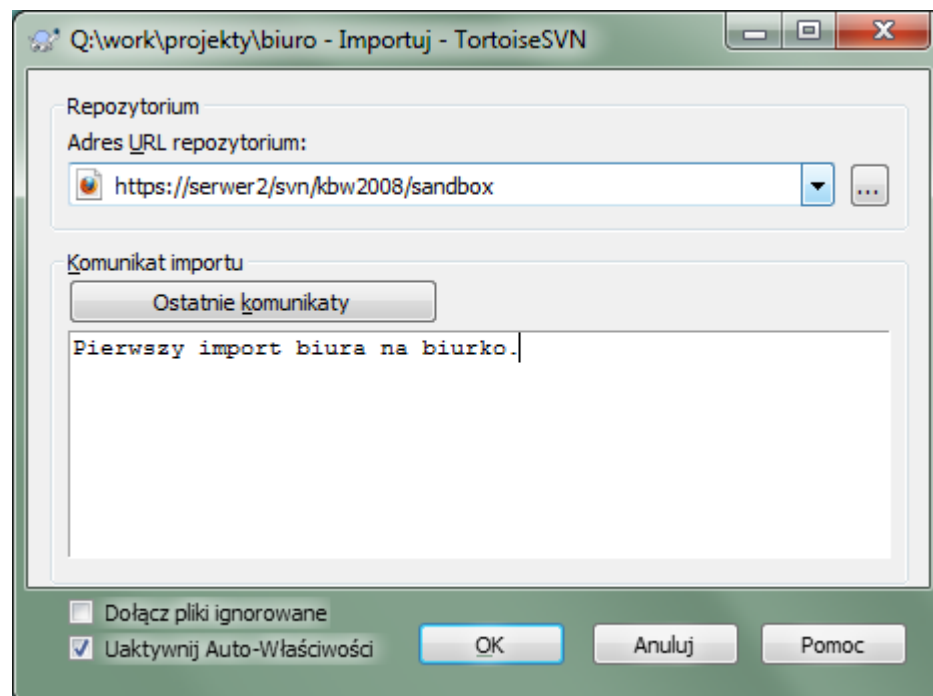 Q:\work\projekty\biuro - Importuj - TortoiseSVN
Repozytorium
Adres URL repozytorium:
https://serwer2/svn/kbw2008/sandbox
...
Komunikat importu
Ostatnie komunikaty
Pierwszy import biura na biurko.
Dołącz pliki ignorowane
Uaktywnij Auto-Właściwości
OK
Anuluj
Pomoc